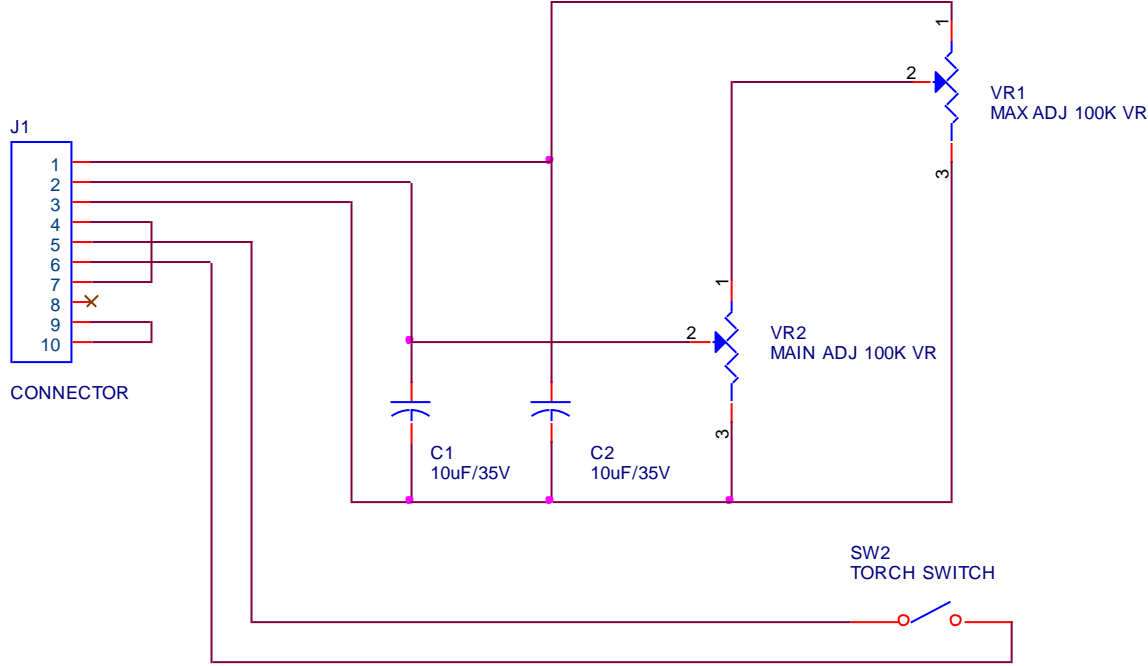 1
2
VR1
MAX ADJ 100K VR
J1
1
2
3
4
5
6
7
8
9
10
3
CONNECTOR
1
2
VR2
MAIN ADJ 100K VR
3
C1
10uF/35V
C2
10uF/35V
SW2
TORCH SWITCH